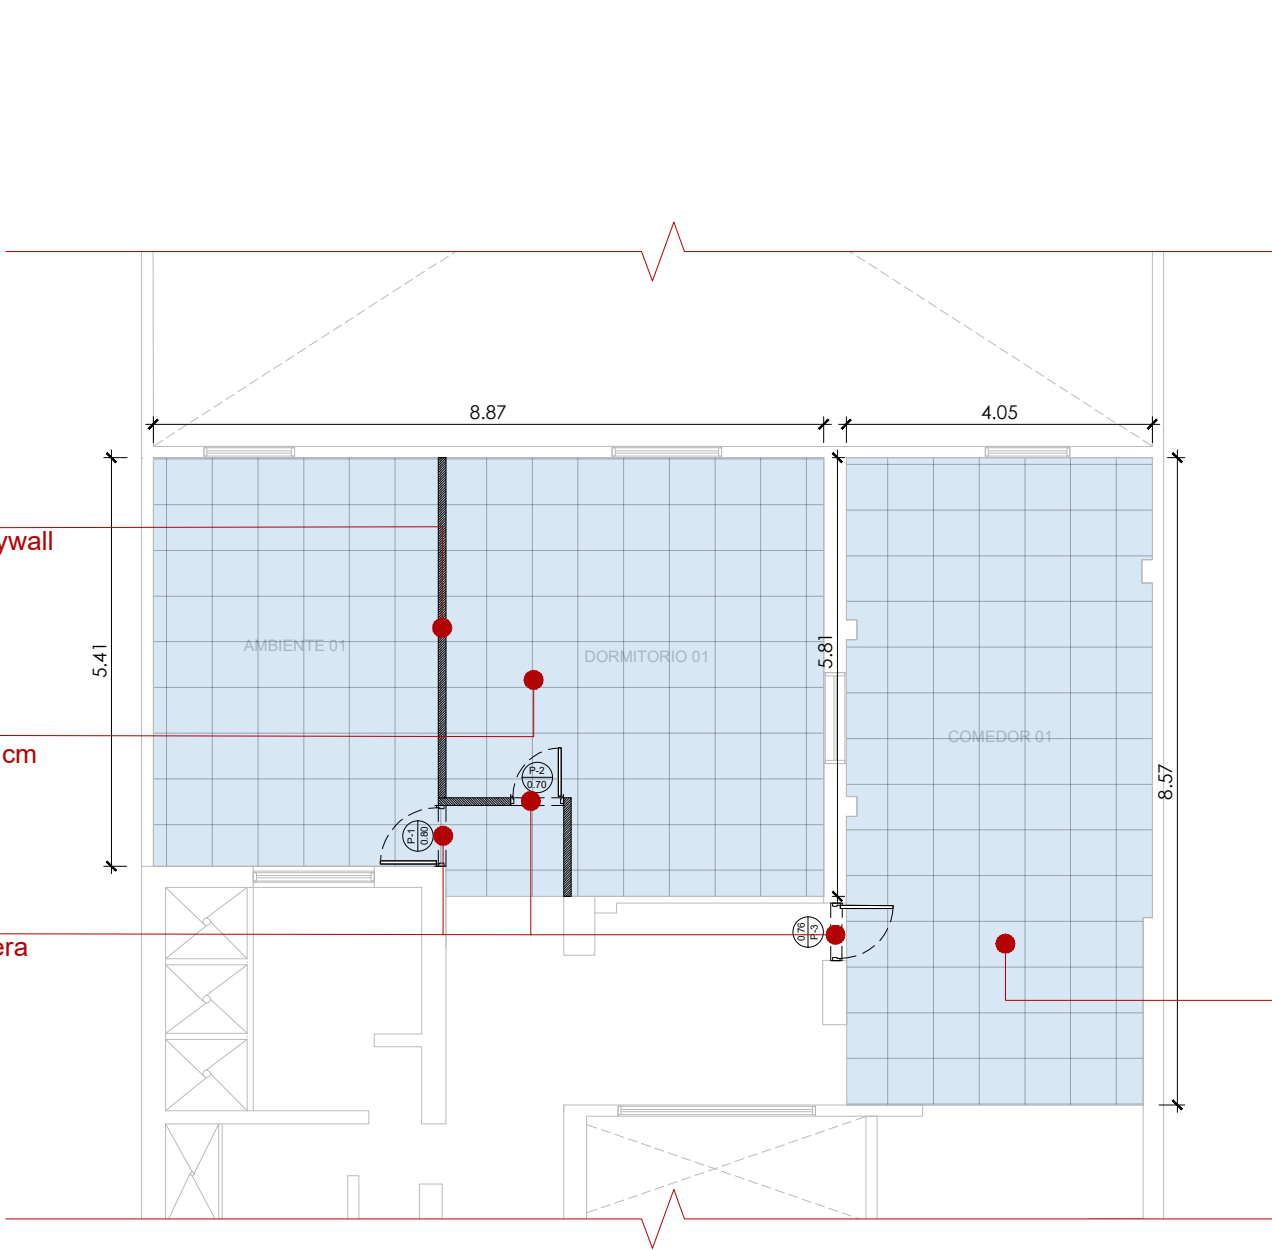 8.87
4.05
ywall
AMBIENTE 01
5.81
DORMITORIO 01
5.41
COMEDOR 01
cm
P-2
0.70
8.57
P-1
0.80
0.76
P-3
era